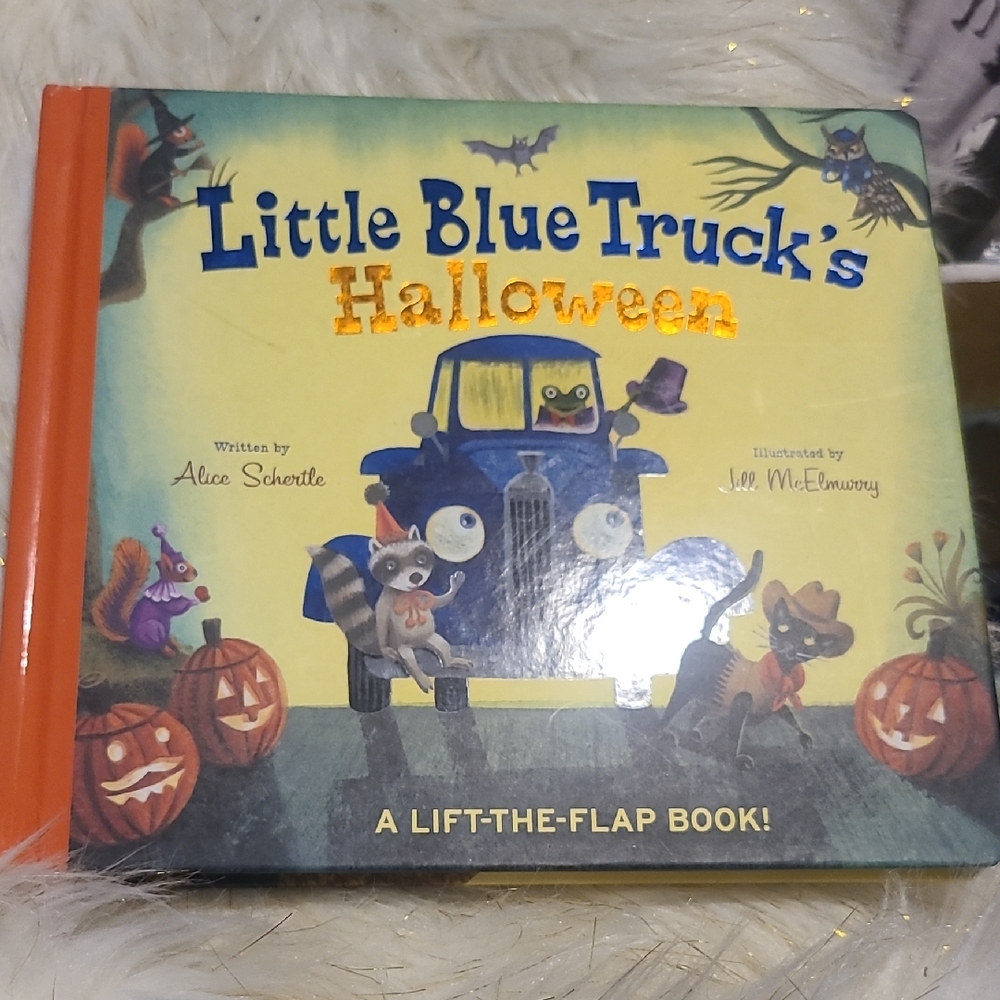 Little Blue Truck's
Halloween
Written by
Alice Schertle
Illustrated by
Jill McElmurry
A LIFT-THE-FLAP BOOK!